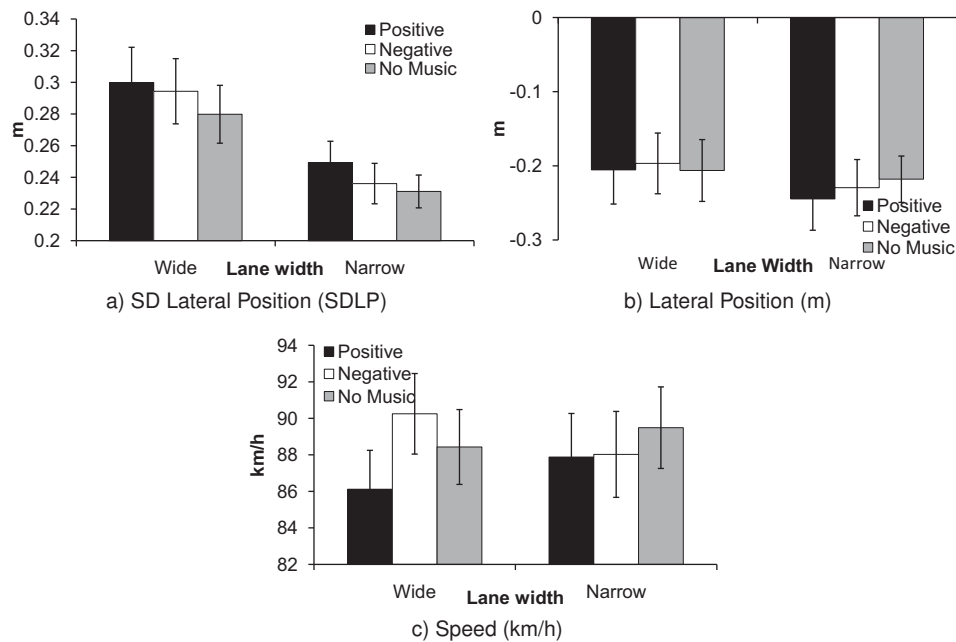 0.34
0.32
0.3
0.28
0.26
0.24
0.22
0.2
m
Positive
Negative
No Music
Wide Lane width Narrow
a) SD Lateral Position (SDLP)
0
-0.1
-0.2
-0.3
m
Positive
Negative
No Music
Wide Lane Width Narrow
b) Lateral Position (m)
94
92
90
88
86
84
82
km/h
Positive
Negative
No Music
Wide Lane width Narrow
c) Speed (km/h)